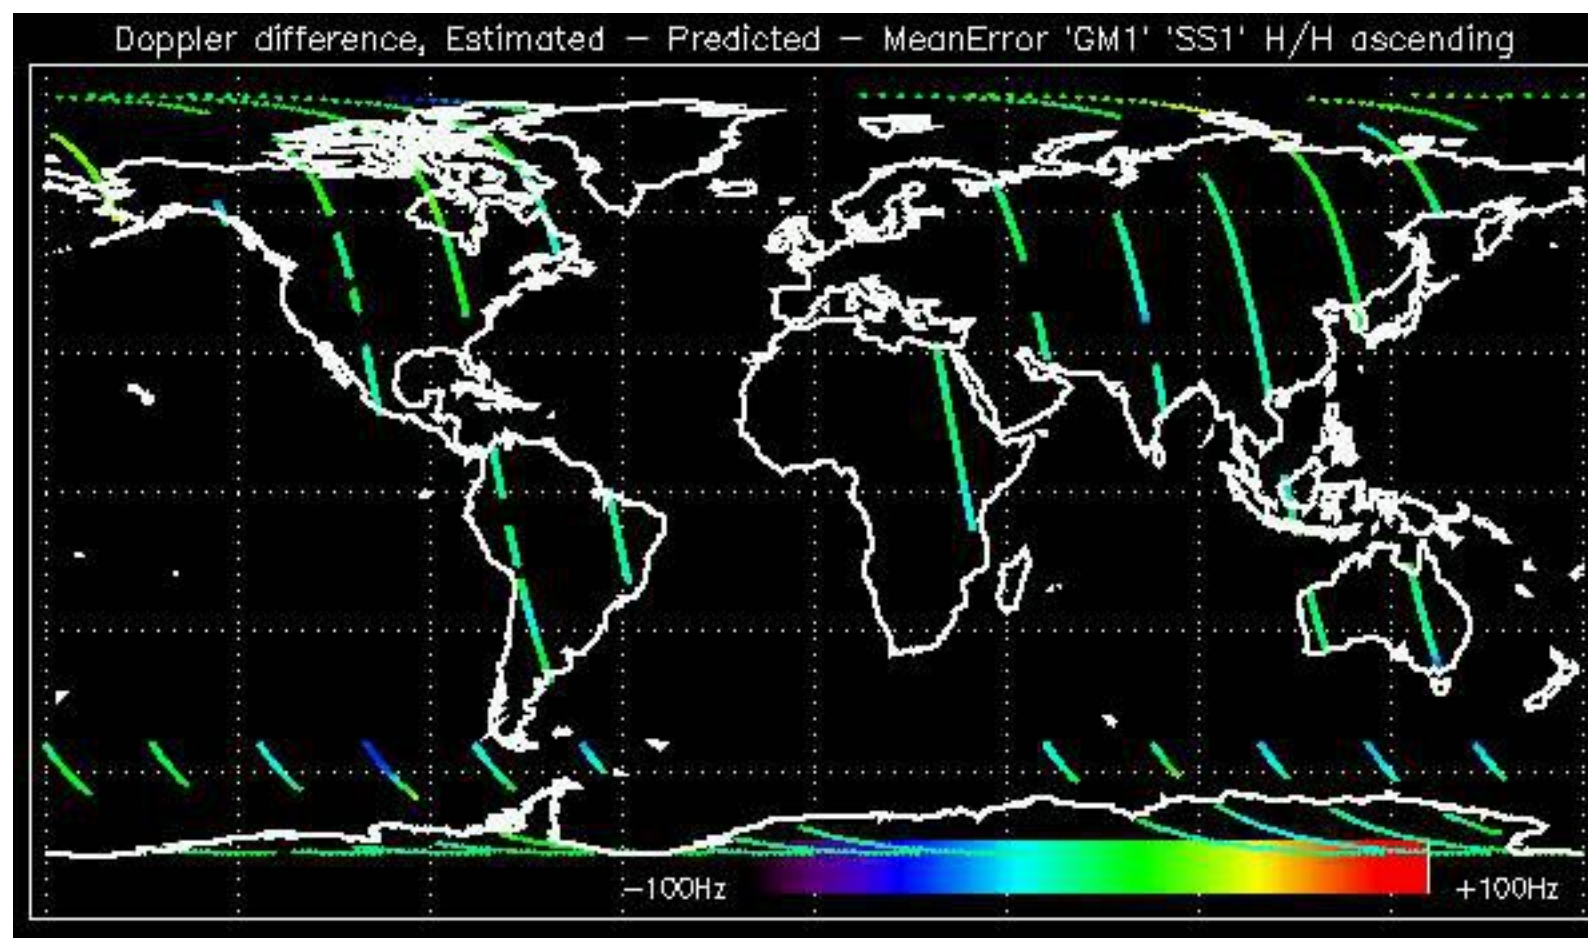 Doppler difference, Estimated – Predicted – MeanError 'GM1' 'SS1' H/H ascending
−100Hz
+100Hz